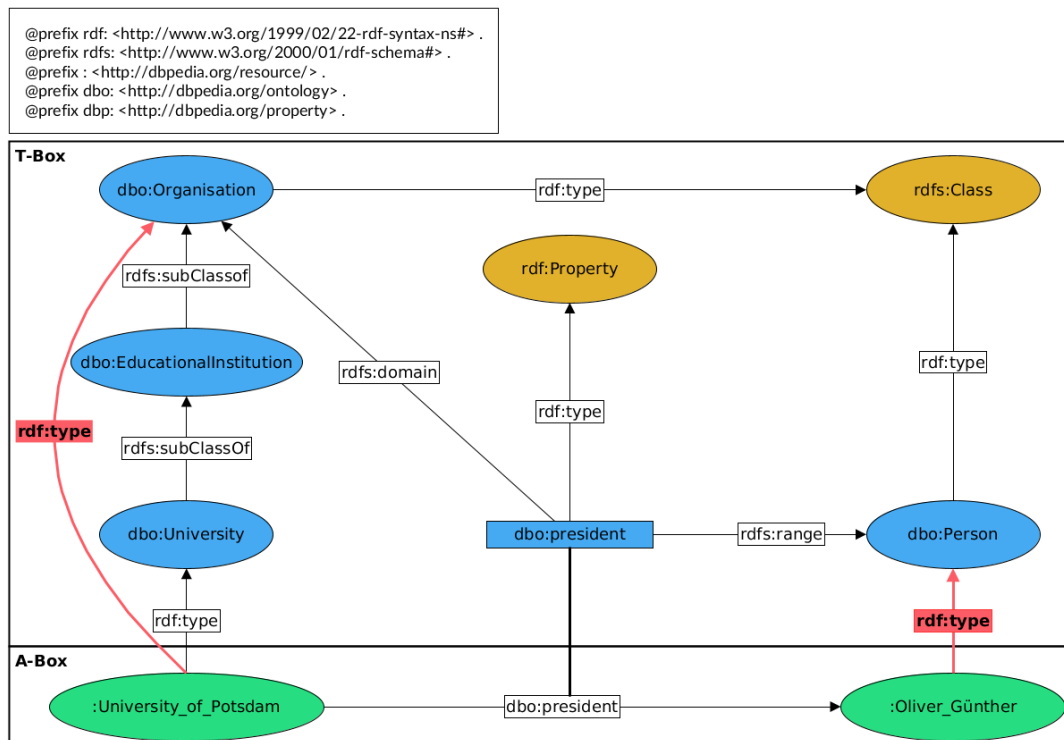 @prefix rdf: <http://www.w3.org/1999/02/22-rdf-syntax-ns#> .
@prefix rdfs: <http://www.w3.org/2000/01/rdf-schema#> .
@prefix : <http://dbpedia.org/resource/> .
@prefix dbo: <http://dbpedia.org/ontology> .
@prefix dbp: <http://dbpedia.org/property> .
T-Box
dbo:Organisation
rdf:type
rdfs:Class
rdfs:subClassof
rdf:Property
dbo:EducationalInstitution
rdfs:domain
rdf:type
rdf:type
rdf:type
rdfs:subClassOf
dbo:University
dbo:president
rdfs:range
dbo:Person
rdf:type
rdf:type
A-Box
:University_of_Potsdam
dbo:president
:Oliver_Günther